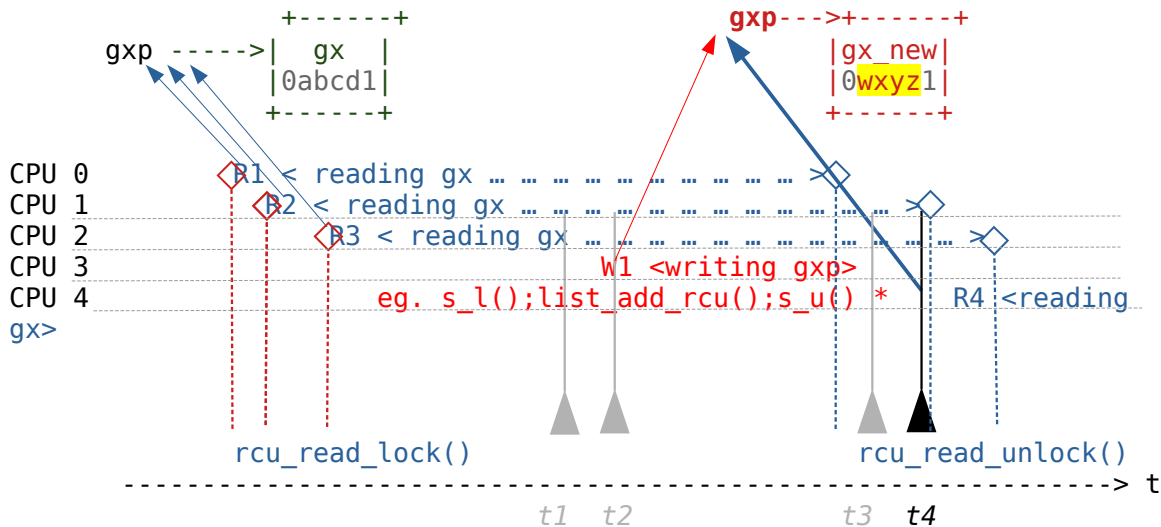 +------+ gxp--->+------+
gxp ----->| gx | |gx_new|
|0abcd1| |0wxyz1|
+------+ +------+
CPU 0 R1 < reading gx … … … … … … … … … … >
CPU 1 R2 < reading gx … … … … … … … … … … … … >
CPU 2 R3 < reading gx … … … … … … … … … … … … >
CPU 3 W1 <writing gxp>
CPU 4 eg. s_l();list_add_rcu();s_u() * R4 <reading
gx>
rcu_read_lock() rcu_read_unlock()
---------------------------------------------------------------> t
t1 t2 t3 t4